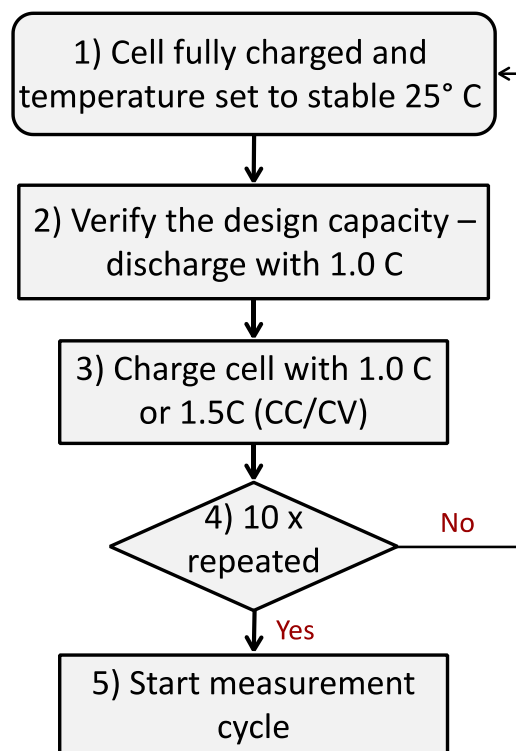 1) Cell fully charged and
temperature set to stable 25° C
2) Verify the design capacity –
discharge with 1.0 C
3) Charge cell with 1.0 C
or 1.5C (CC/CV)
4) 10 x
repeated
No
Yes
5) Start measurement
cycle